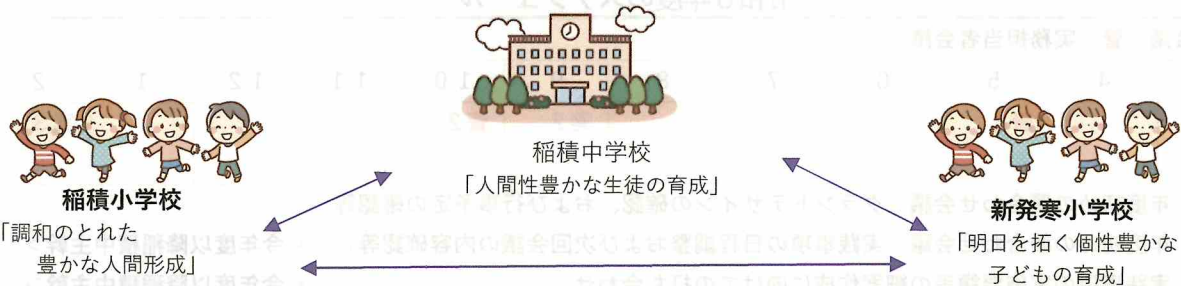 稲積中学校
「人間性豊かな生徒の育成」
稲積小学校
「調和のとれた
豊かな人間形成」
新発寒小学校
「明日を拓く個性豊かな
子どもの育成」